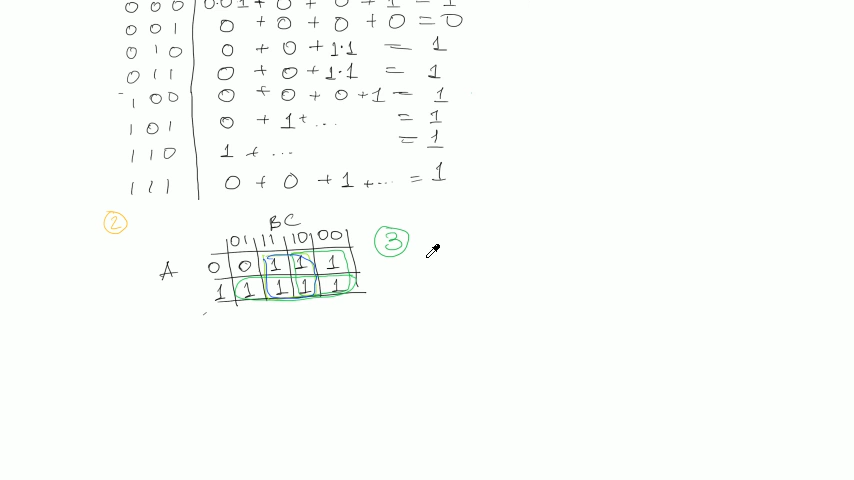 0 0 0 | 0·0·1 + 0 + 0 + 1 = 1
0 0 1 | 0 + 0 + 0 + 0 = 0
0 1 0 | 0 + 0 + 1·1 = 1
0 1 1 | 0 + 0 + 1·1 = 1
1 0 0 | 0 + 0 + 0 + 1 = 1
1 0 1 | 0 + 1 + ... = 1
1 1 0 | 1 + ... = 1
1 1 1 | 0 + 0 + 1 + ... = 1
2
BC
01 11 10 00
3
A 0 0 1 1 1
1 1 1 1 1